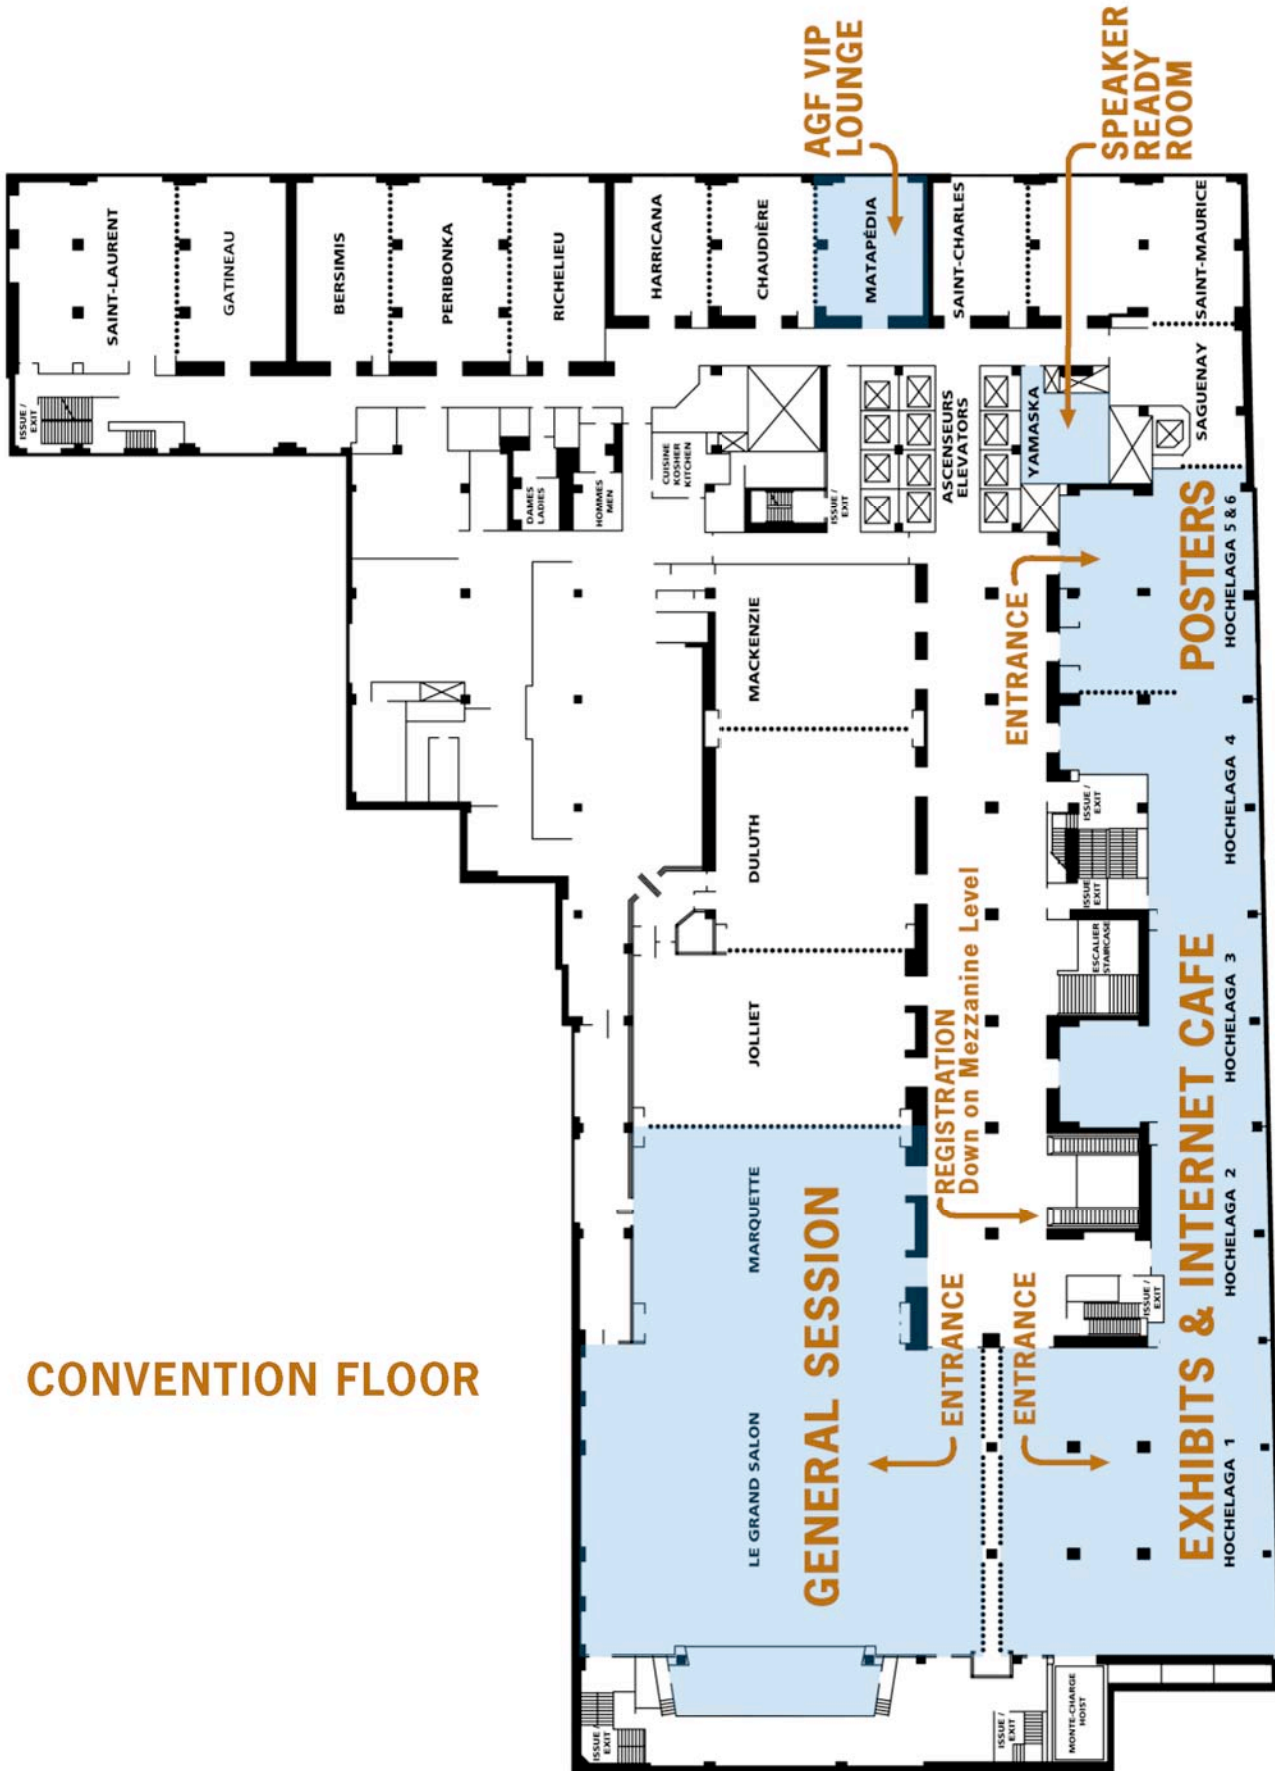 AGF VIP
LOUNGE
SPEAKER
READY
ROOM
SAINT-LAURENT
GATINEAU
BERSIMIS
PERIBONKA
RICHELIEU
HARRICANA
CHAUDIÈRE
MATAPÉDIA
SAINT-CHARLES
SAINT-MAURICE
SAGUENAY
YAMASKA
ISSUE /
EXIT
DAMES
LADIES
HOMMES
MEN
CUISINE
KOSHER
KITCHEN
ISSUE /
EXIT
ASCENSEURS
ELEVATORS
MACKENZIE
DULUTH
JOLLIET
MARQUETTE
LE GRAND SALON
GENERAL SESSION
ENTRANCE
POSTERS
HOCHELAGA 5 & 6
HOCHELAGA 4
HOCHELAGA 3
HOCHELAGA 2
HOCHELAGA 1
EXHIBITS & INTERNET CAFE
ISSUE /
EXIT
ISSUE /
EXIT
ESCALIER
STAIRCASE
REGISTRATION
Down on Mezzanine Level
ISSUE /
EXIT
ENTRANCE
ENTRANCE
CONVENTION FLOOR
ISSUE /
EXIT
ISSUE /
EXIT
MONTE-CHARGE
HOIST